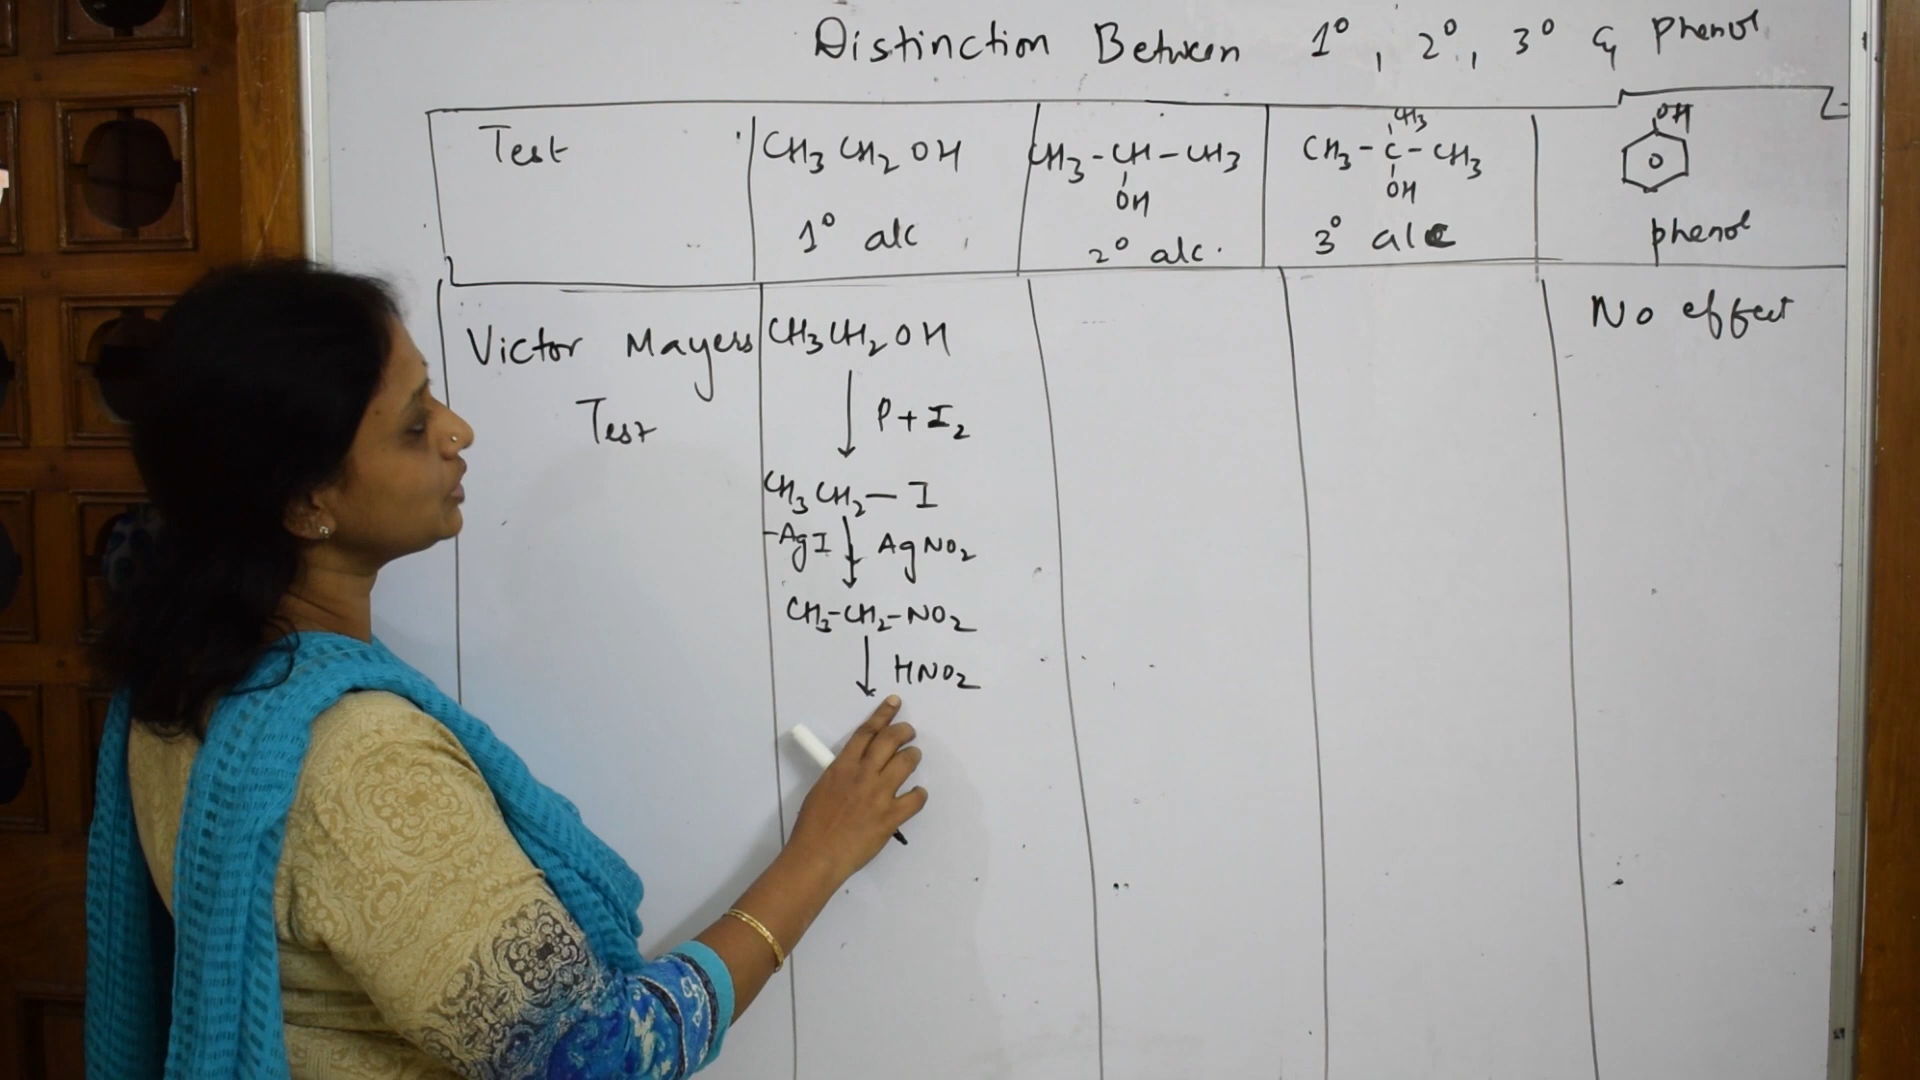 Distinction Between 1°, 2°, 3° & Phenol
Test
CH3 CH2 OH
1° alc
CH3-CH-CH3
OH
2° alc.
CH3
CH3-C-CH3
OH
3° alc
OH
phenol
Victor Mayers
Test
CH3CH2OH
P+I2
CH3CH2-I
-AgI AgNO2
CH3-CH2-NO2
HNO2
No effect